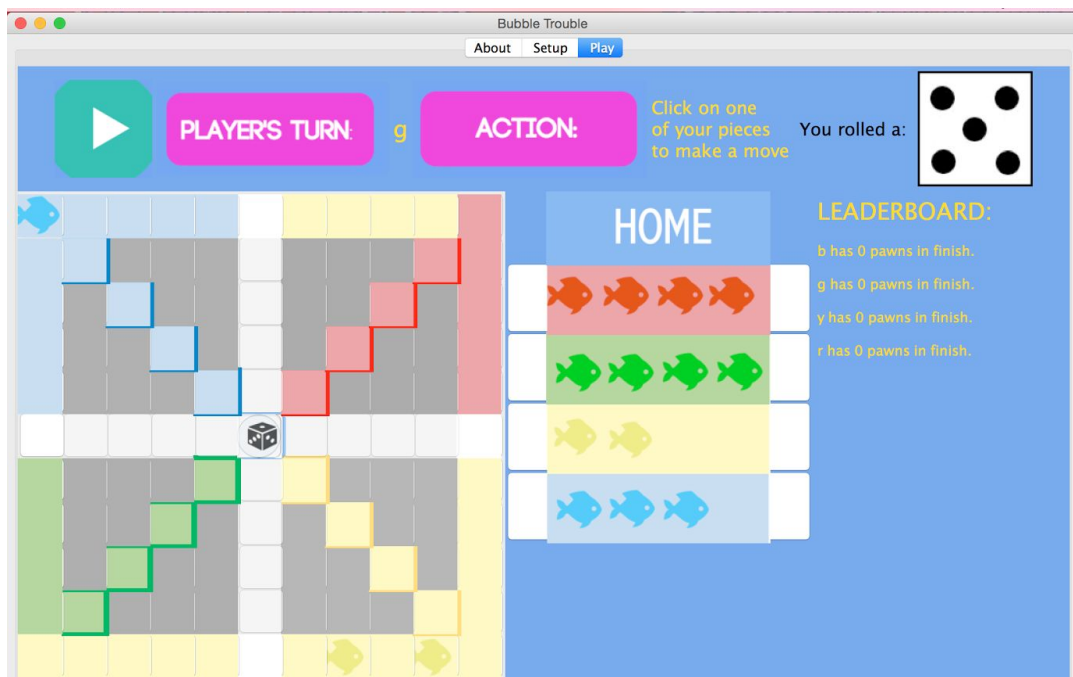 Bubble Trouble
About Setup Play
PLAYER'S TURN: g ACTION:
Click on one
of your pieces
to make a move
You rolled a:
HOME
LEADERBOARD:
b has 0 pawns in finish.
g has 0 pawns in finish.
y has 0 pawns in finish.
r has 0 pawns in finish.